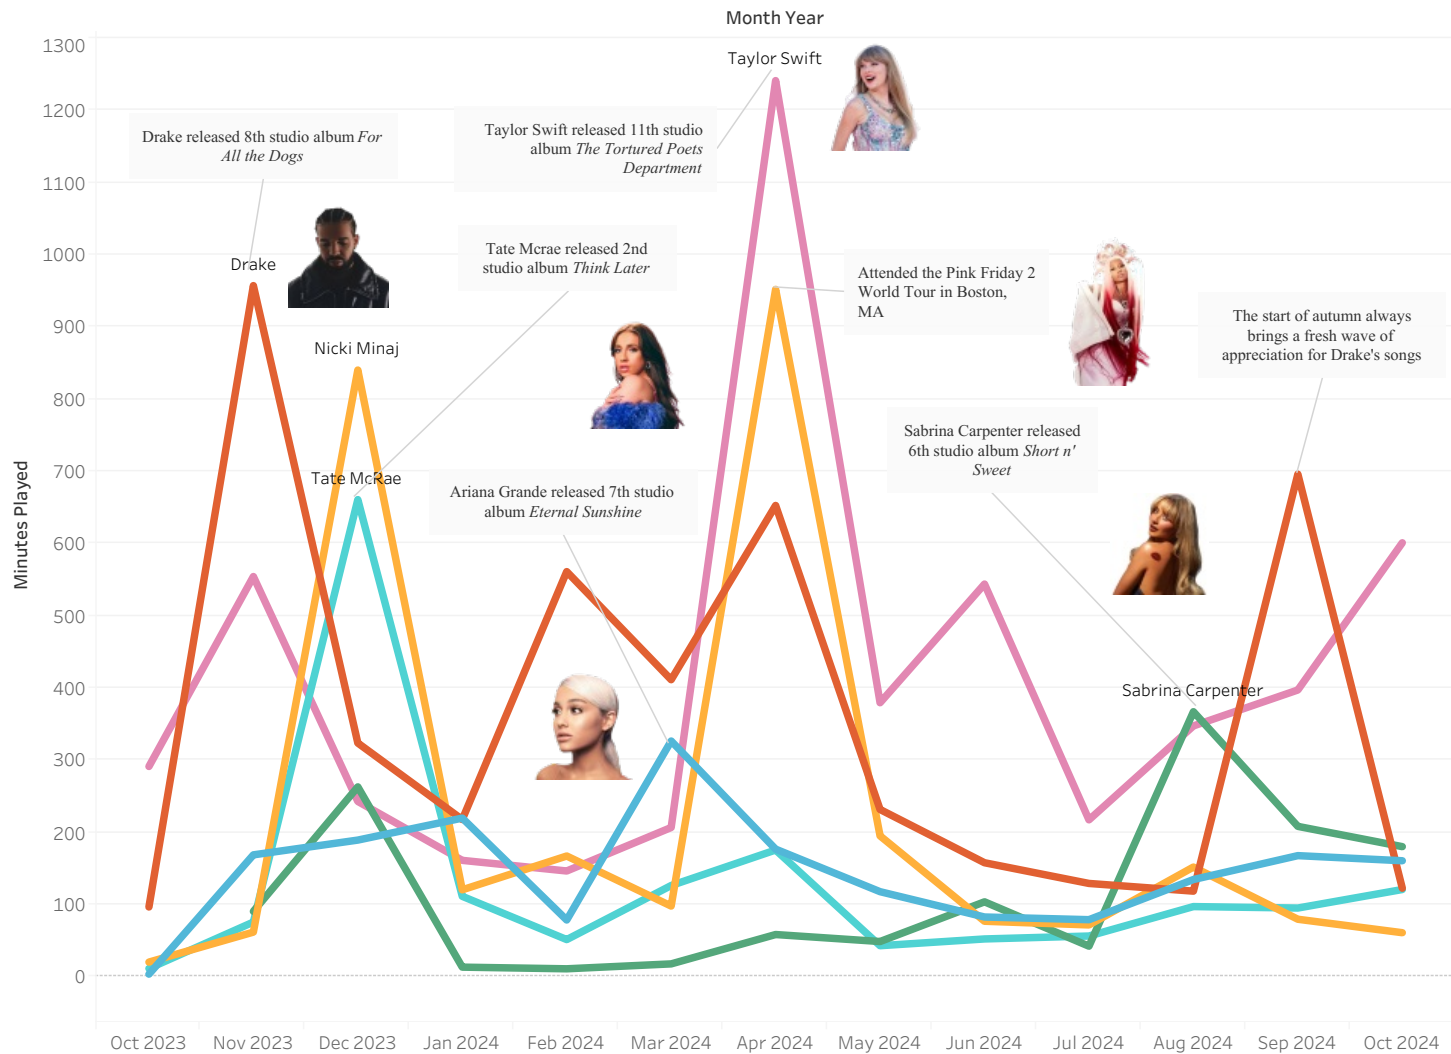 Month Year
Minutes Played
1300
1200
1100
1000
900
800
700
600
500
400
300
200
100
0
Taylor Swift
Drake released 8th studio album For
All the Dogs
Taylor Swift released 11th studio
album The Tortured Poets
Department
Drake
Tate Mcrae released 2nd
studio album Think Later
Attended the Pink Friday 2
World Tour in Boston,
MA
Nicki Minaj
The start of autumn always
brings a fresh wave of
appreciation for Drake's songs
Tate McRae
Ariana Grande released 7th studio
album Eternal Sunshine
Sabrina Carpenter released
6th studio album Short n'
Sweet
Sabrina Carpenter
Oct 2023
Nov 2023
Dec 2023
Jan 2024
Feb 2024
Mar 2024
Apr 2024
May 2024
Jun 2024
Jul 2024
Aug 2024
Sep 2024
Oct 2024